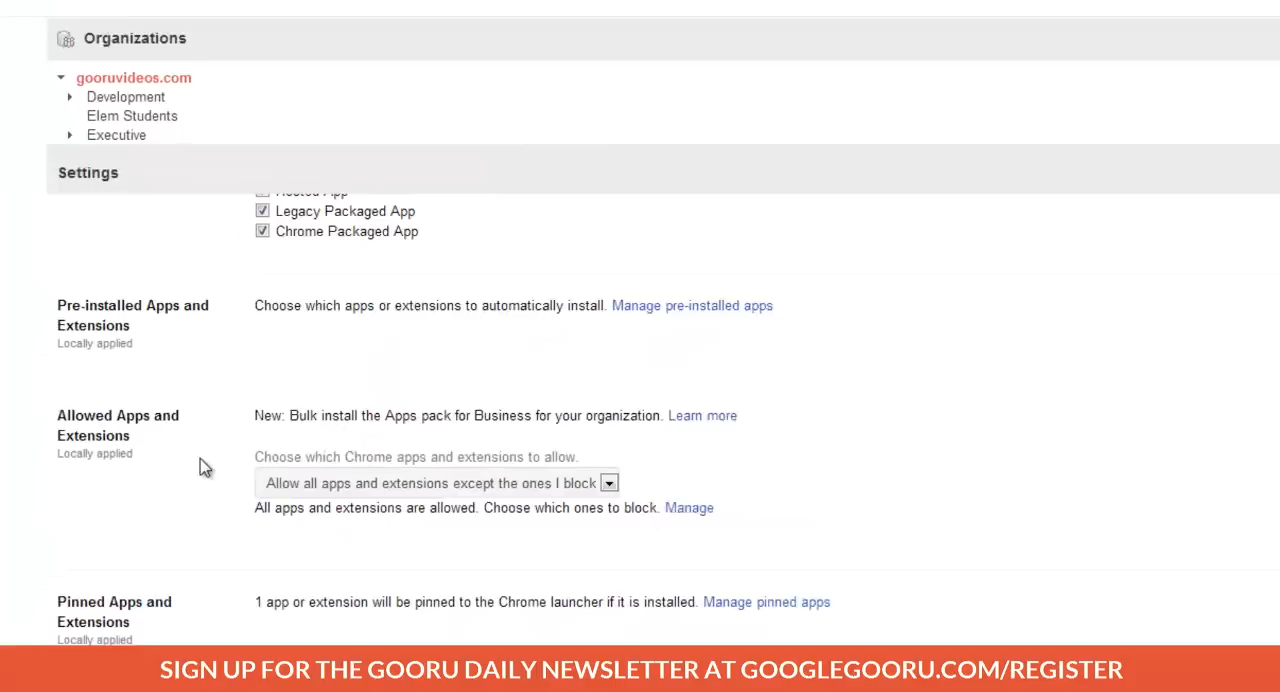 Organizations
gooruvideos.com
Development
Elem Students
Executive
Settings
Hosted App
Legacy Packaged App
Chrome Packaged App
Pre-installed Apps and
Extensions
Locally applied
Choose which apps or extensions to automatically install. Manage pre-installed apps
Allowed Apps and
Extensions
Locally applied
New: Bulk install the Apps pack for Business for your organization. Learn more
Choose which Chrome apps and extensions to allow.
Allow all apps and extensions except the ones I block
All apps and extensions are allowed. Choose which ones to block. Manage
Pinned Apps and
Extensions
Locally applied
1 app or extension will be pinned to the Chrome launcher if it is installed. Manage pinned apps
SIGN UP FOR THE GOORU DAILY NEWSLETTER AT GOOGLEGOORU.COM/REGISTER